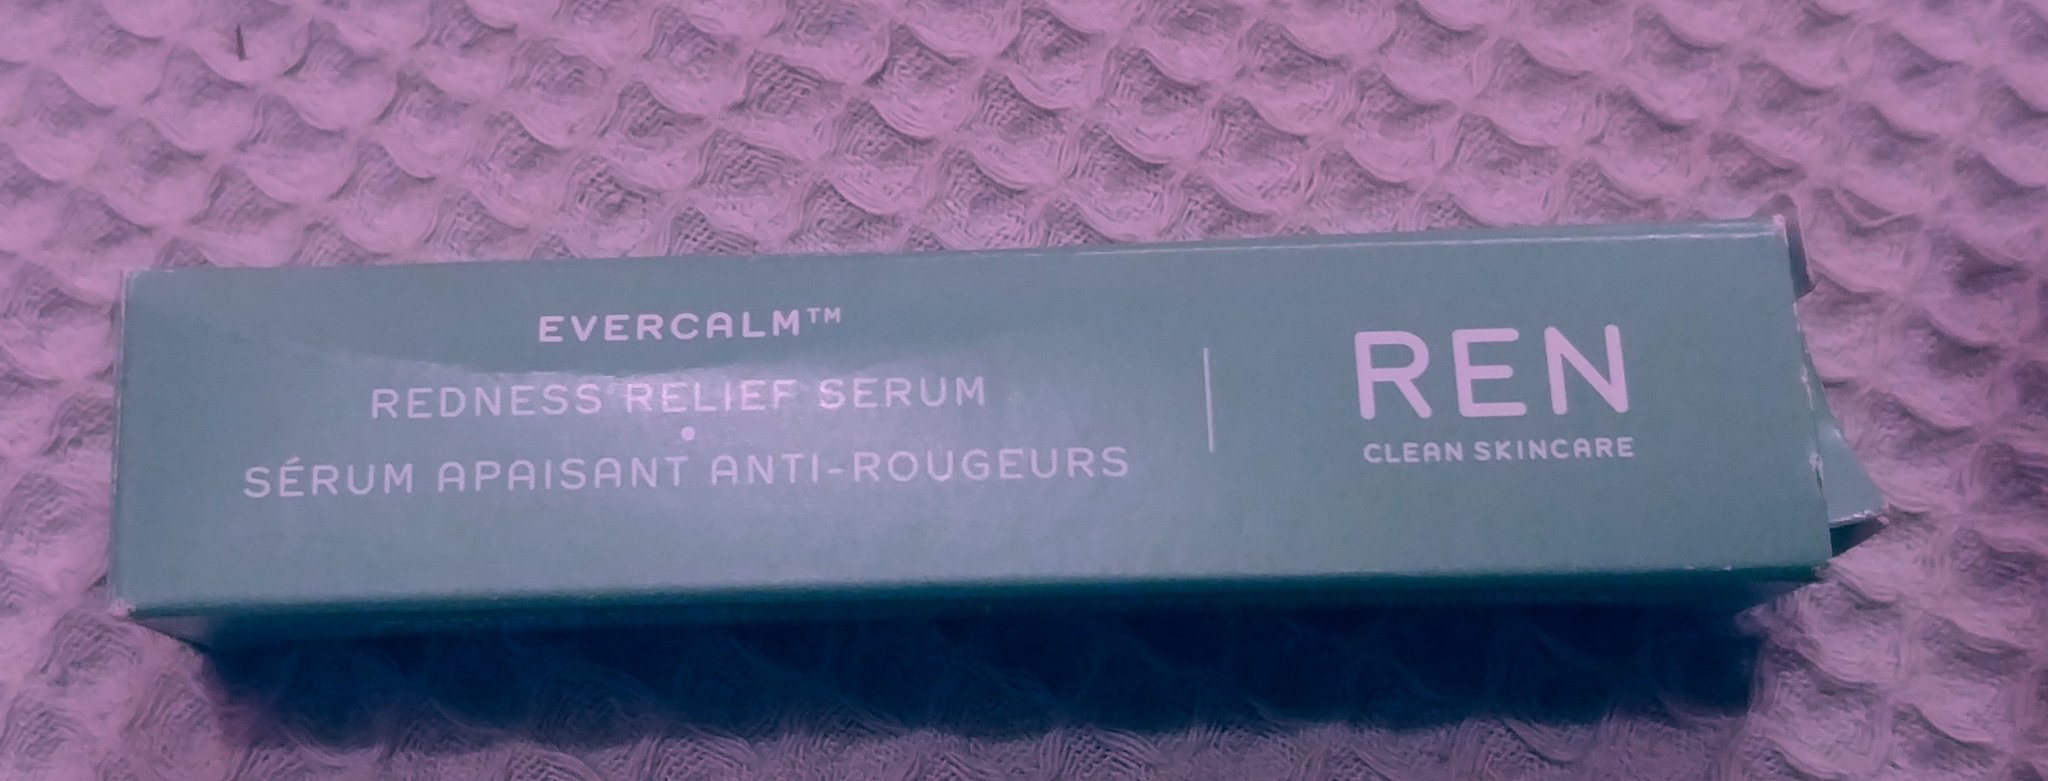 EVERCALM™
REDNESS RELIEF SERUM
•
SÉRUM APAISANT ANTI-ROUGEURS
REN
CLEAN SKINCARE